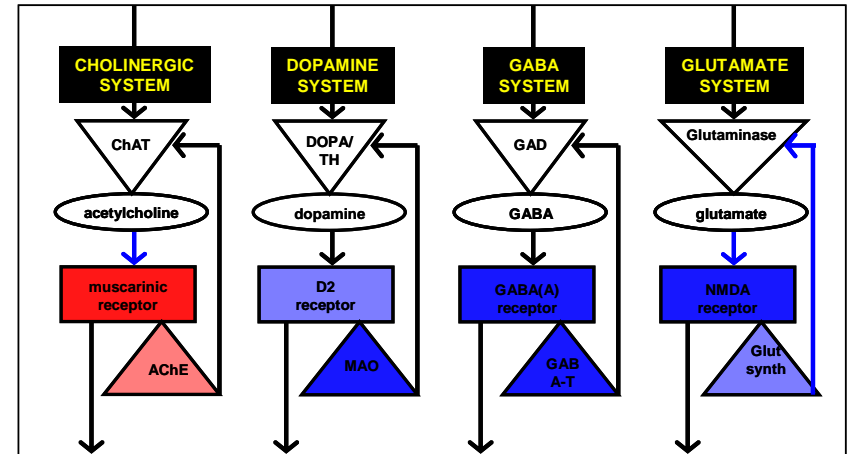 CHOLINERGIC
SYSTEM
ChAT
acetylcholine
muscarinic
receptor
AChE
DOPAMINE
SYSTEM
DOPA/
TH
dopamine
D2
receptor
MAO
GABA
SYSTEM
GAD
GABA
GABA(A)
receptor
GAB
A-T
GLUTAMATE
SYSTEM
Glutaminase
glutamate
NMDA
receptor
Glut
synth